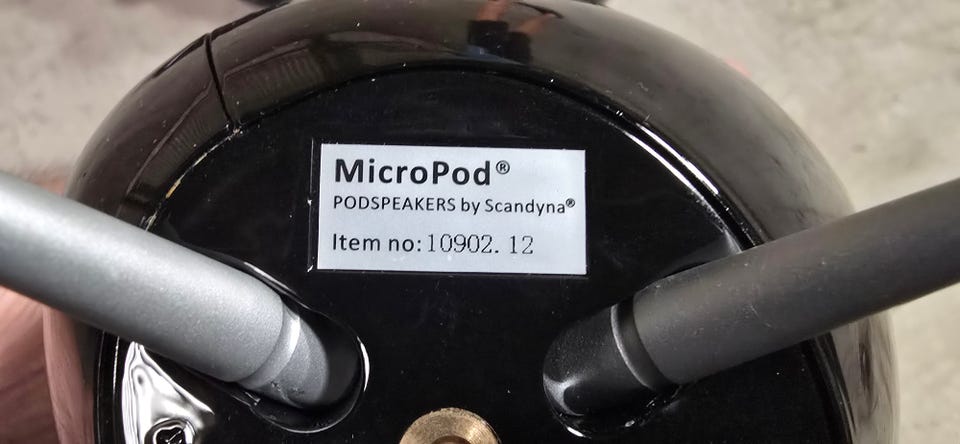 MicroPod®
PODSPEAKERS by Scandyna®
Item no: 10902.12